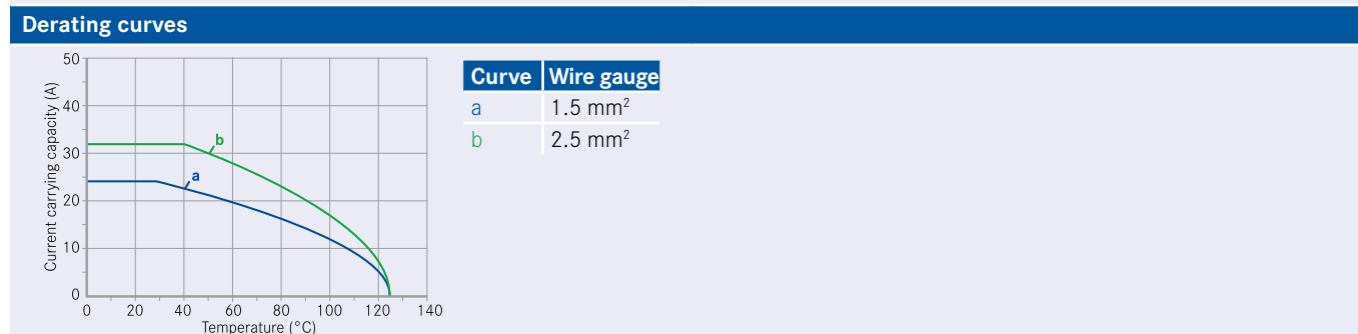 Derating curves
Current carrying capacity (A)
50
40
30
20
10
0
b
a
0 20 40 60 80 100 120 140
Temperature (°C)
Curve Wire gauge
a 1.5 mm²
b 2.5 mm²